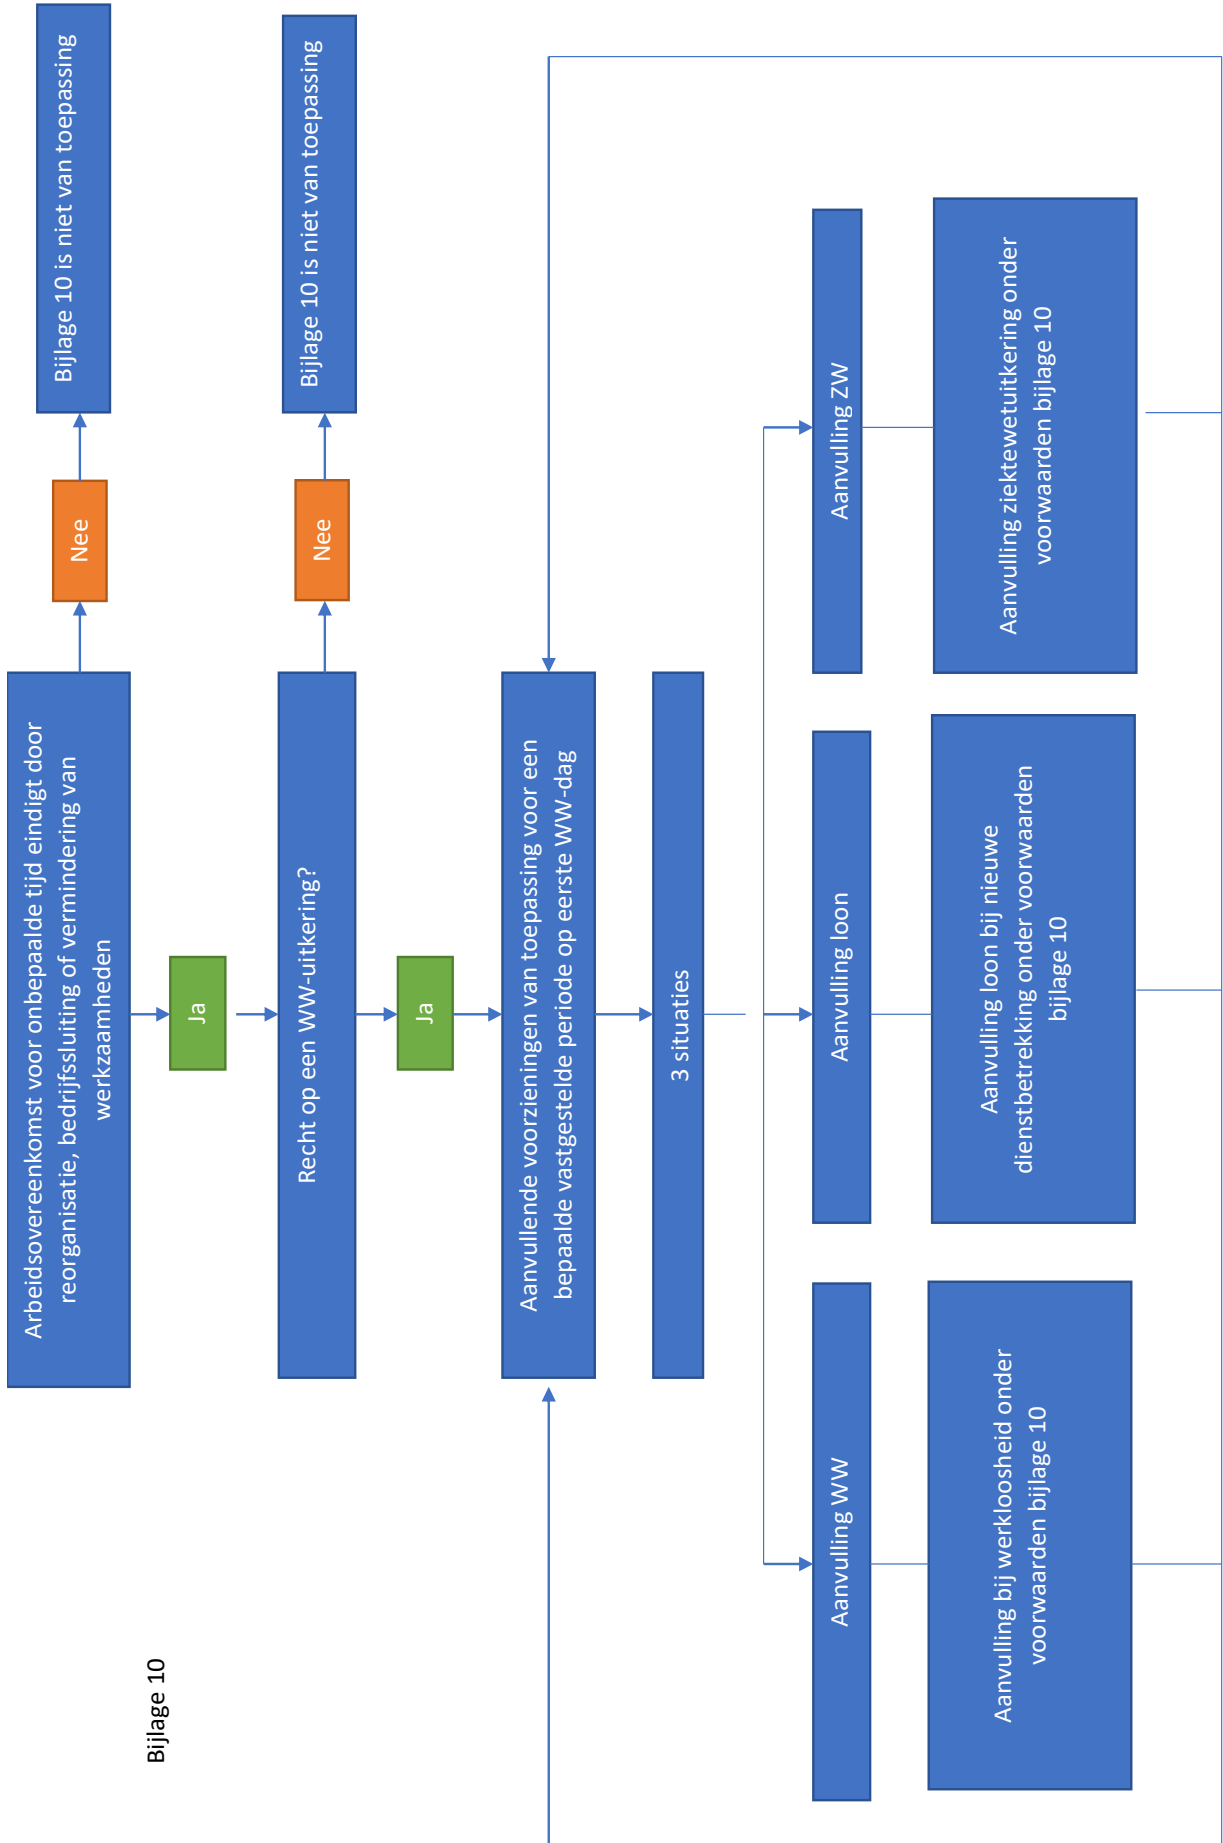 Bijlage 10
Arbeidsovereenkomst voor onbepaalde tijd eindigt door
reorganisatie, bedrijfssluiting of vermindering van
werkzaamheden
Nee
Bijlage 10 is niet van toepassing
Ja
Recht op een WW-uitkering?
Nee
Bijlage 10 is niet van toepassing
Ja
Aanvullende voorzieningen van toepassing voor een
bepaalde vastgestelde periode op eerste WW-dag
3 situaties
Aanvulling WW
Aanvulling loon
Aanvulling ZW
Aanvulling bij werkloosheid onder
voorwaarden bijlage 10
Aanvulling loon bij nieuwe
dienstbetrekking onder voorwaarden
bijlage 10
Aanvulling ziektewetuitkering onder
voorwaarden bijlage 10